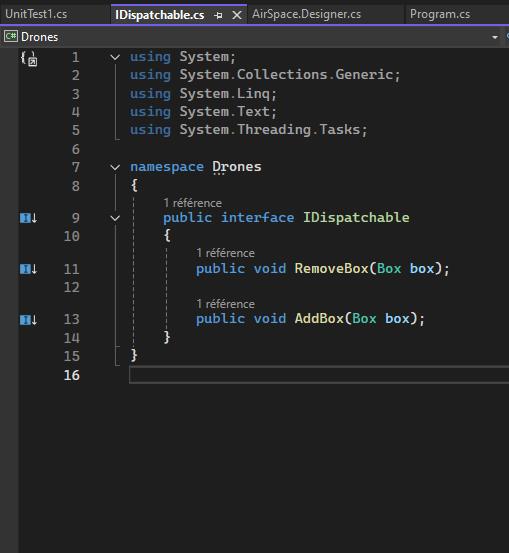 UnitTest1.cs IDispatchable.cs AirSpace.Designer.cs Program.cs
C# Drones
1 using System;
2 using System.Collections.Generic;
3 using System.Linq;
4 using System.Text;
5 using System.Threading.Tasks;
6
7 namespace Drones
8 {
1 référence
9 public interface IDispatchable
10 {
1 référence
11 public void RemoveBox(Box box);
12
1 référence
13 public void AddBox(Box box);
14 }
15 }
16